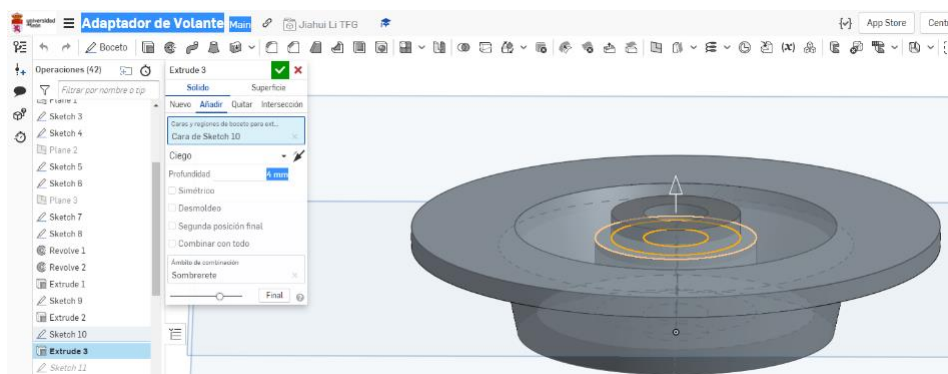 universidad
≡ Adaptador de Volante Main Jiahui Li TFG App Store Cent
Boceto
Operaciones (42)
Filtrar por nombre o tip
Plane 1
Sketch 3
Sketch 4
Plane 2
Sketch 5
Sketch 6
Plane 3
Sketch 7
Sketch 8
Revolve 1
Revolve 2
Extrude 1
Sketch 9
Extrude 2
Sketch 10
Extrude 3
Sketch 11
Extrude 3
Sólido Superficie
Nuevo Añadir Quitar Intersección
Caras y regiones de boceto para ext...
Cara de Sketch 10
Ciego
Profundidad 4 mm
Simétrico
Desmoldeo
Segunda posición final
Combinar con todo
Ámbito de combinación
Sombrerete
Final